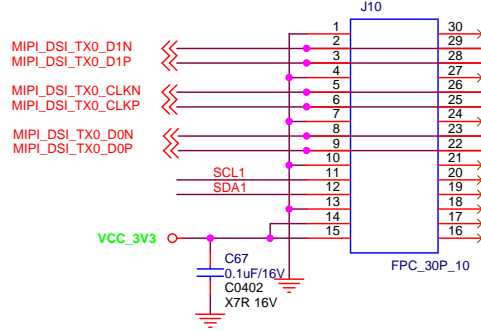 J10
1 30
MIPI_DSI_TX0_D1N 2 29
MIPI_DSI_TX0_D1P 3 28
4 27
MIPI_DSI_TX0_CLKN 5 26
MIPI_DSI_TX0_CLKP 6 25
7 24
MIPI_DSI_TX0_D0N 8 23
MIPI_DSI_TX0_D0P 9 22
10 21
SCL1 11 20
SDA1 12 19
13 18
14 17
VCC_3V3 15 16
C67
FPC_30P_10
0.1uF/16V
C0402
X7R 16V